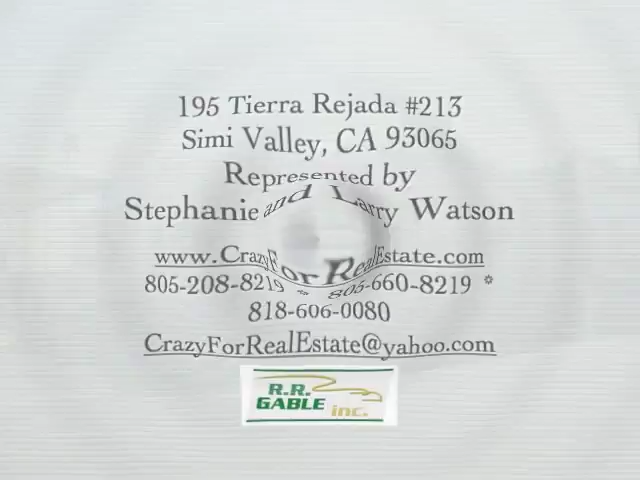 195 Tierra Rejada #213
Simi Valley, CA 93065
Represented by
Stephanie and Larry Watson
www.CrazyForRealEstate.com
805-208-8219 * 805-660-8219 *
818-606-0080
CrazyForRealEstate@yahoo.com
R.R.
GABLE inc.